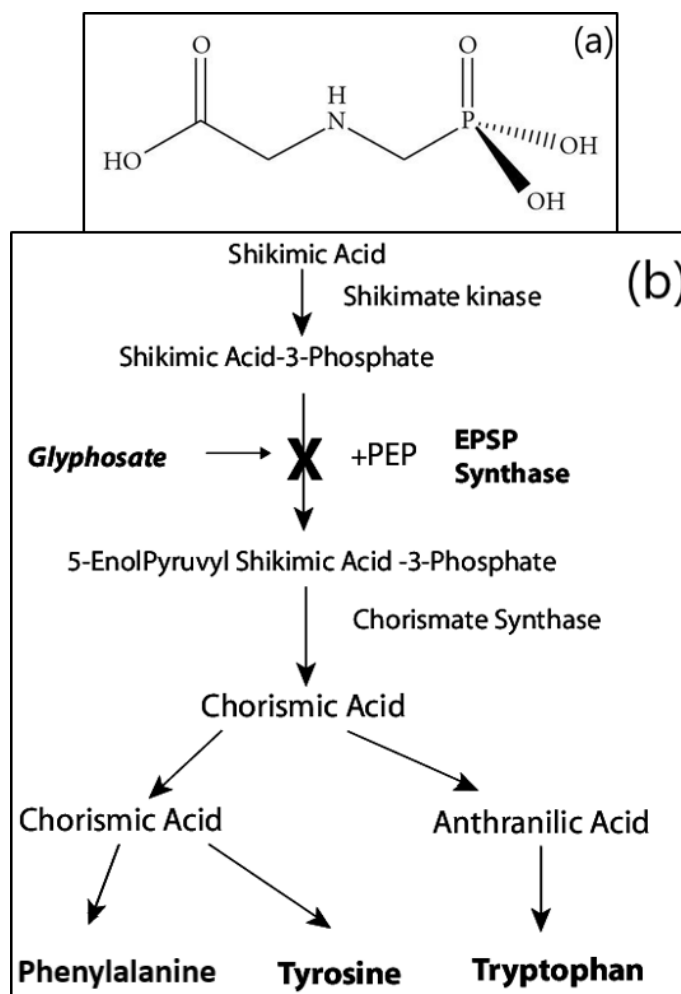 (a)
O
HO
H
N
O
P
OH
OH
(b)
Shikimic Acid
Shikimate kinase
Shikimic Acid-3-Phosphate
Glyphosate
X
+PEP
EPSP
Synthase
5-EnolPyruvyl Shikimic Acid -3-Phosphate
Chorismate Synthase
Chorismic Acid
Chorismic Acid
Anthranilic Acid
Phenylalanine
Tyrosine
Tryptophan